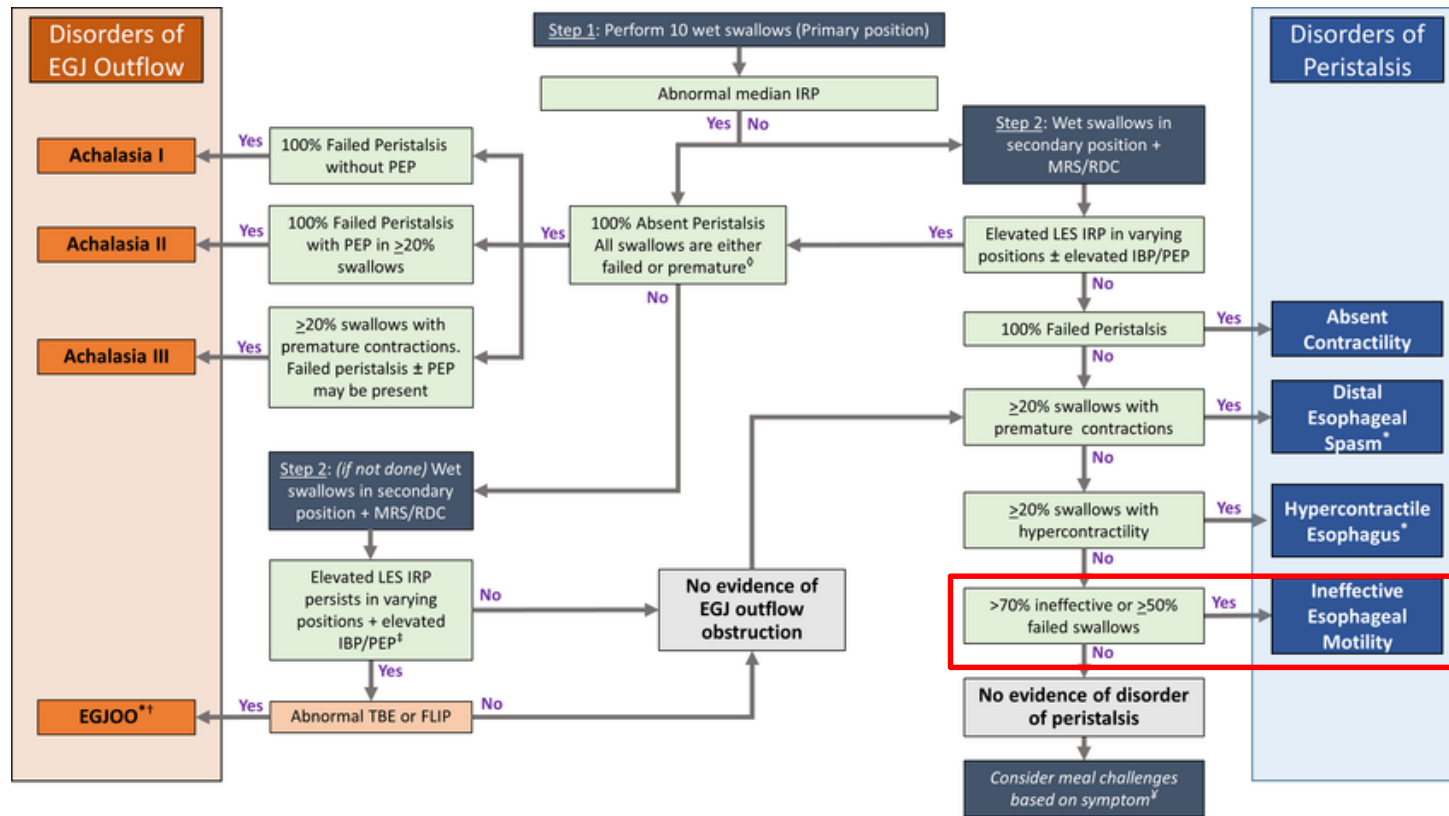 Disorders of
EGJ Outflow
Step 1: Perform 10 wet swallows (Primary position)
Disorders of
Peristalsis
Abnormal median IRP
Yes
No
Step 2: Wet swallows in
secondary position +
MRS/RDC
Achalasia I
Yes
100% Failed Peristalsis
without PEP
Achalasia II
Yes
100% Failed Peristalsis
with PEP in ≥20%
swallows
Yes
100% Absent Peristalsis
All swallows are either
failed or premature◊
Yes
Elevated LES IRP in varying
positions ± elevated IBP/PEP
No
No
Achalasia III
Yes
≥20% swallows with
premature contractions.
Failed peristalsis ± PEP
may be present
100% Failed Peristalsis
Yes
Absent
Contractility
No
≥20% swallows with
premature contractions
Yes
Distal
Esophageal
Spasm*
No
Step 2: (if not done) Wet
swallows in secondary
position + MRS/RDC
≥20% swallows with
hypercontractility
Yes
Hypercontractile
Esophagus*
No
Elevated LES IRP
persists in varying
positions + elevated
IBP/PEP‡
No
No evidence of
EGJ outflow
obstruction
>70% ineffective or ≥50%
failed swallows
Yes
Ineffective
Esophageal
Motility
No
Yes
EGJOO*†
Yes
Abnormal TBE or FLIP
No
No evidence of disorder
of peristalsis
Consider meal challenges
based on symptom¥